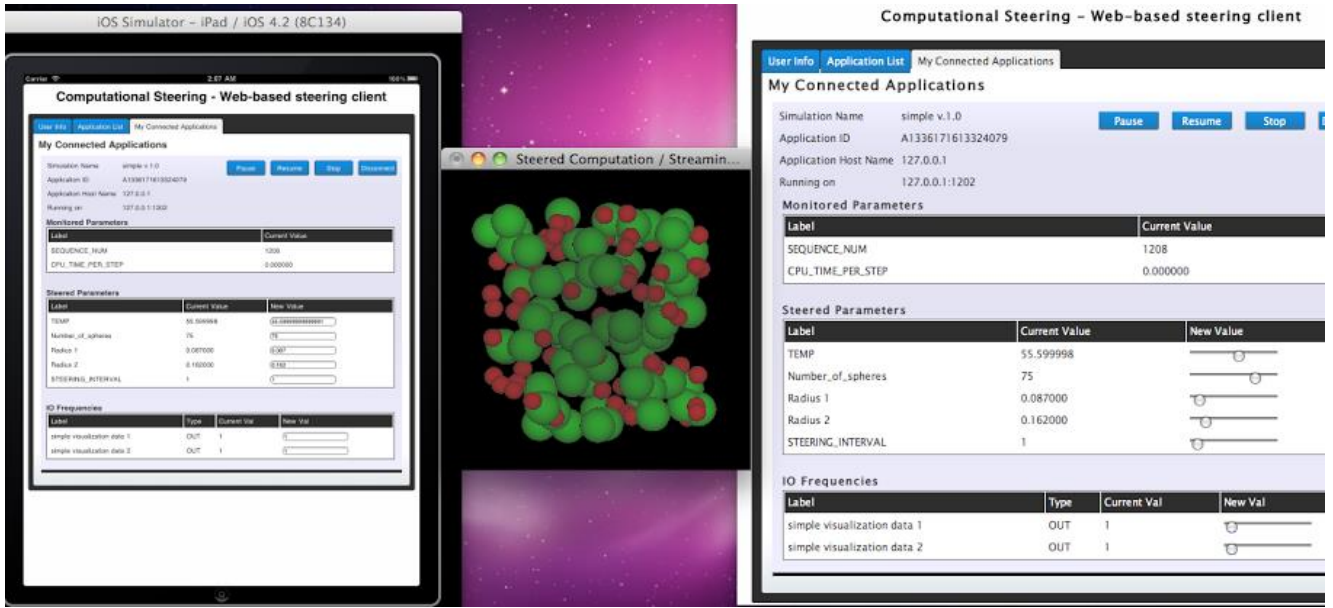 iOS Simulator - iPad / iOS 4.2 (8C134)
Carrier
2:07 AM
100%
Computational Steering - Web-based steering client
User Info Application List My Connected Applications
My Connected Applications
Simulation Name simple v.1.0 Pause Resume Stop Disconnect
Application ID A1336171613324079
Application Host Name 127.0.0.1
Running on 127.0.0.1:1202
Monitored Parameters
Label Current Value
SEQUENCE_NUM 1208
CPU_TIME_PER_STEP 0.000000
Steered Parameters
Label Current Value New Value
TEMP 55.599998
Number_of_spheres 75 75
Radius 1 0.087000 0.087
Radius 2 0.162000 0.162
STEERING_INTERVAL 1 1
IO Frequencies
Label Type Current Val New Val
simple visualization data 1 OUT 1 1
simple visualization data 2 OUT 1 1
Steered Computation / Streamin...
Computational Steering - Web-based steering client
User Info Application List My Connected Applications
My Connected Applications
Simulation Name simple v.1.0 Pause Resume Stop
Application ID A1336171613324079
Application Host Name 127.0.0.1
Running on 127.0.0.1:1202
Monitored Parameters
Label Current Value
SEQUENCE_NUM 1208
CPU_TIME_PER_STEP 0.000000
Steered Parameters
Label Current Value New Value
TEMP 55.599998
Number_of_spheres 75
Radius 1 0.087000
Radius 2 0.162000
STEERING_INTERVAL 1
IO Frequencies
Label Type Current Val New Val
simple visualization data 1 OUT 1
simple visualization data 2 OUT 1